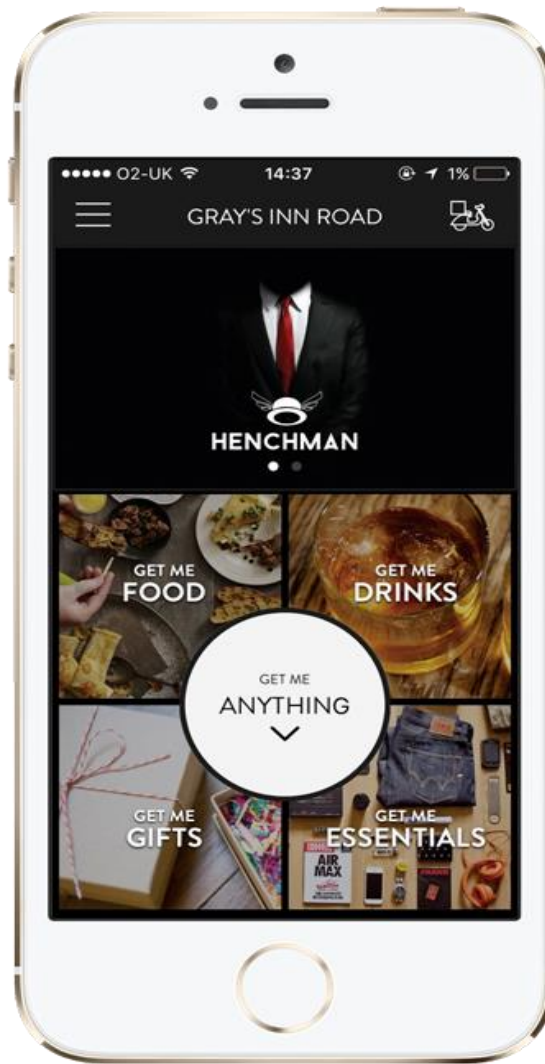 O2-UK 14:37 1%
GRAY'S INN ROAD
HENCHMAN
GET ME
FOOD
GET ME
DRINKS
GET ME
ANYTHING
GET ME
GIFTS
GET ME
ESSENTIALS
AIR
MAX